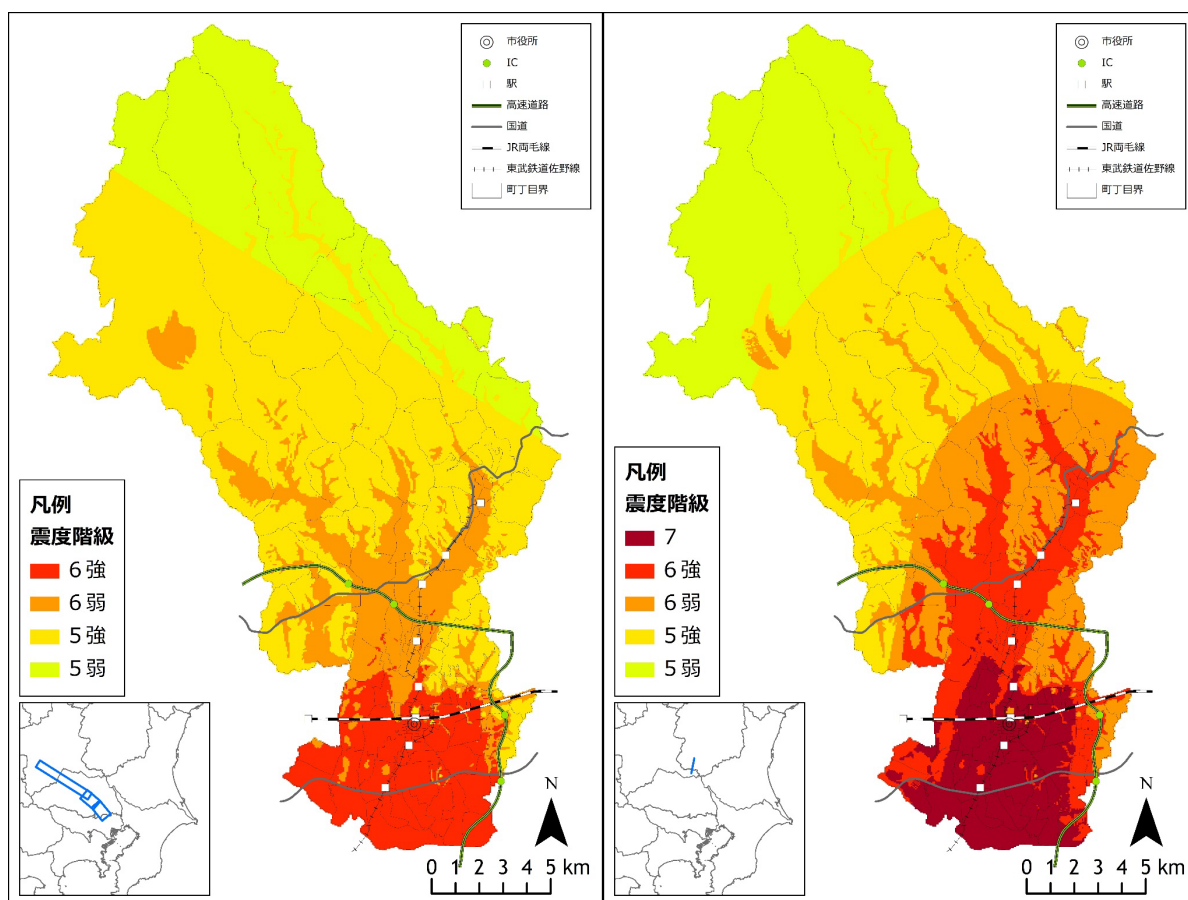 市役所
IC
駅
高速道路
国道
JR両毛線
東武鉄道佐野線
町丁目界
凡例
震度階級
6強
6弱
5強
5弱
N
0 1 2 3 4 5 km
市役所
IC
駅
高速道路
国道
JR両毛線
東武鉄道佐野線
町丁目界
凡例
震度階級
7
6強
6弱
5強
5弱
N
0 1 2 3 4 5 km